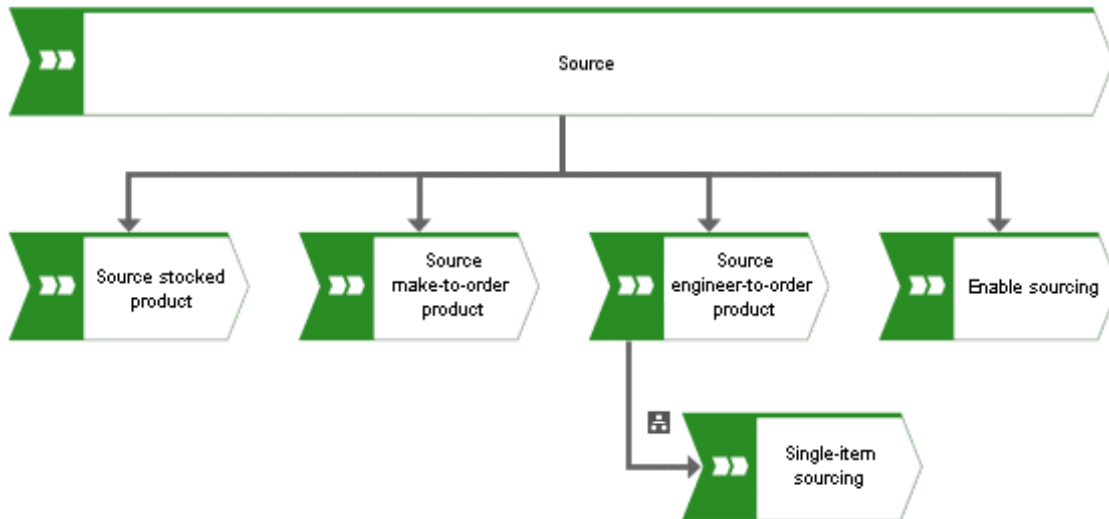 Source
Source stocked
product
Source
make-to-order
product
Source
engineer-to-order
product
Enable sourcing
Single-item
sourcing